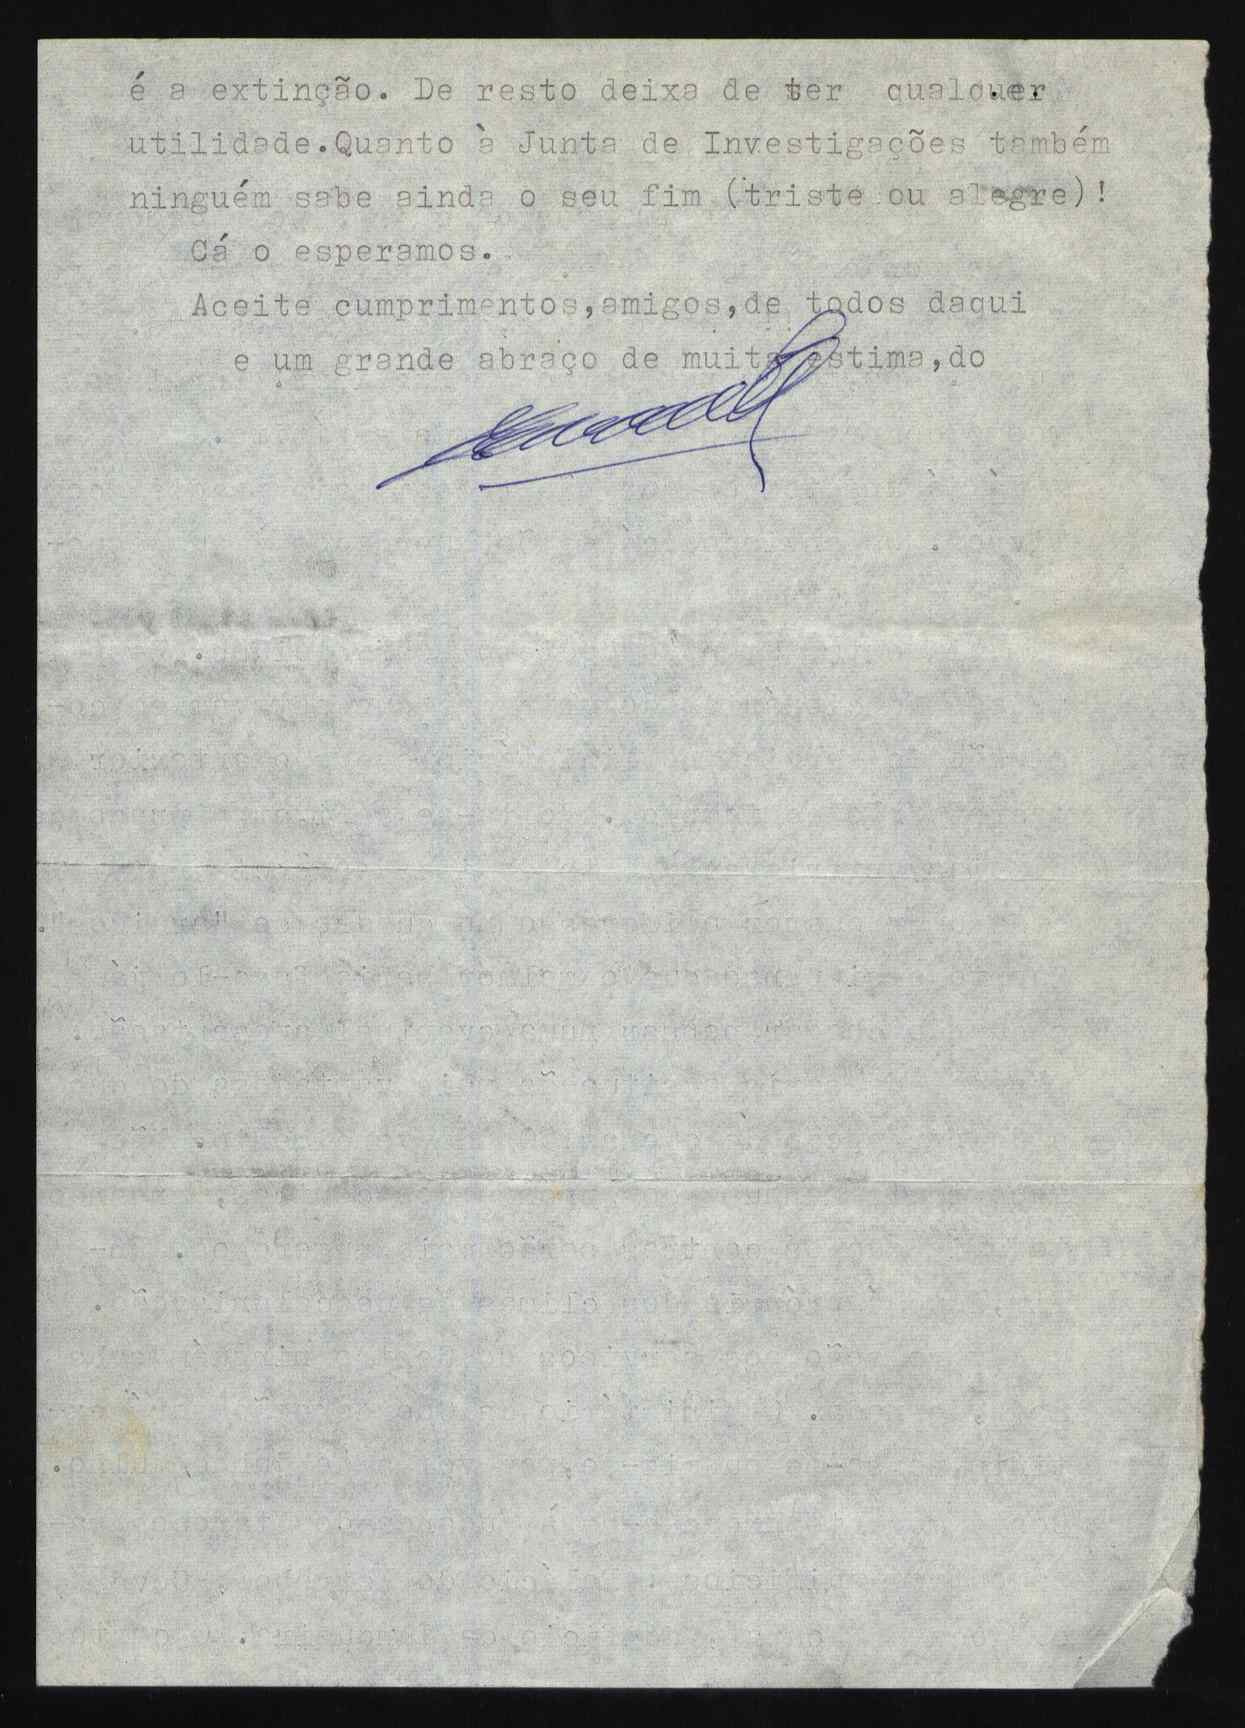 é a extinção. De resto deixa de ter qualquer
utilidade.Quanto à Junta de Investigações também
ninguém sabe ainda o seu fim (triste ou alegre)!
Cá o esperamos.
Aceite cumprimentos,amigos,de todos daqui
e um grande abraço de muita estima,do